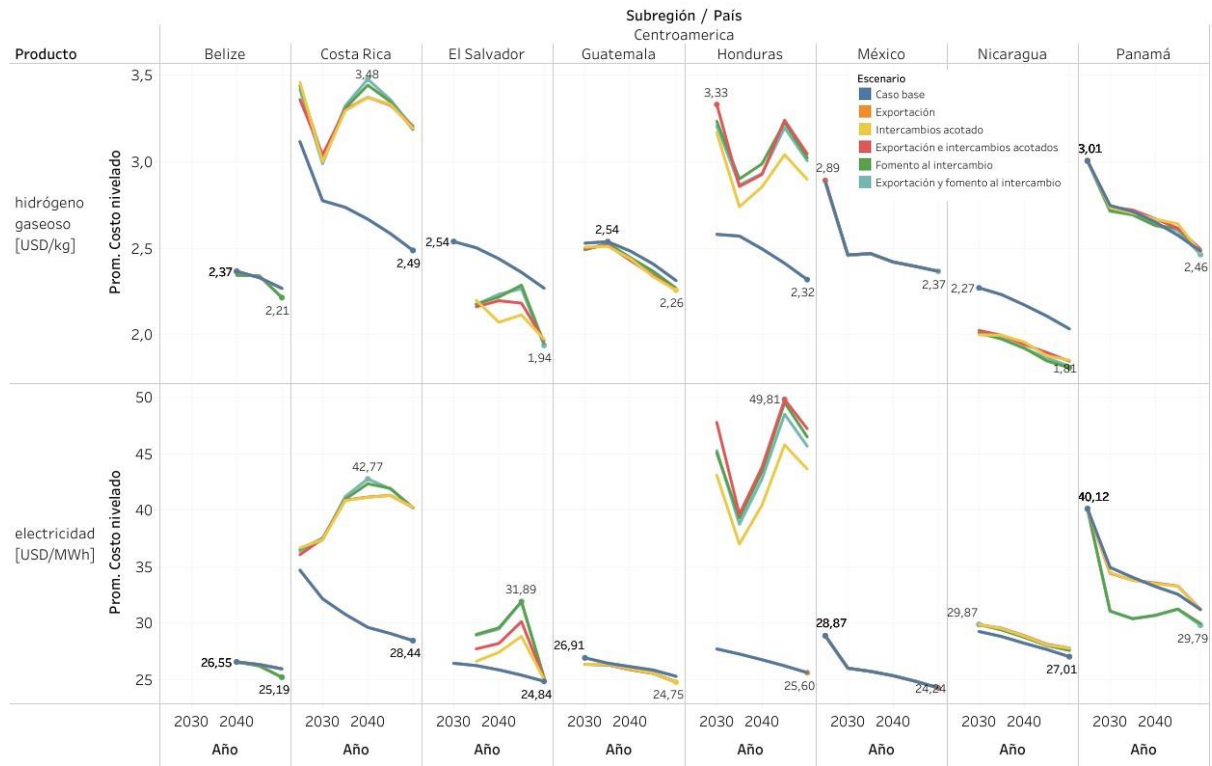 Subregión / País
Centroamerica
Producto
Belize
Costa Rica
El Salvador
Guatemala
Honduras
México
Nicaragua
Panamá
hidrógeno
gaseoso
[USD/kg]
Prom. Costo nivelado
3,5
3,0
2,5
2,0
2,37
2,21
3,48
2,49
2,54
1,94
2,54
2,26
3,33
2,32
2,89
2,37
2,27
1,81
3,01
2,46
Escenario
Caso base
Exportación
Intercambios acotado
Exportación e intercambios acotados
Fomento al intercambio
Exportación y fomento al intercambio
electricidad
[USD/MWh]
Prom. Costo nivelado
50
45
40
35
30
25
26,55
25,19
42,77
28,44
31,89
24,84
26,91
24,75
49,81
25,60
28,87
24,24
29,87
27,01
40,12
29,79
2030 2040
2030 2040
2030 2040
2030 2040
2030 2040
2030 2040
2030 2040
2030 2040
Año
Año
Año
Año
Año
Año
Año
Año